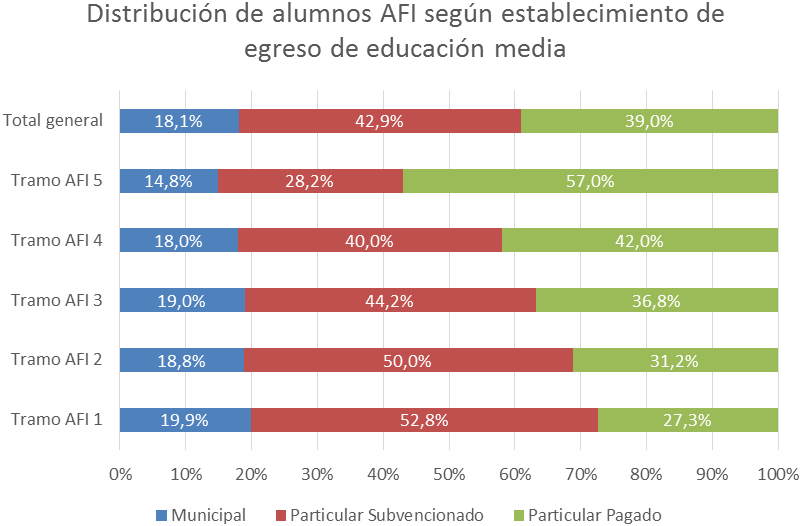 Distribución de alumnos AFI según establecimiento de
egreso de educación media
Total general 18,1% 42,9% 39,0%
Tramo AFI 5 14,8% 28,2% 57,0%
Tramo AFI 4 18,0% 40,0% 42,0%
Tramo AFI 3 19,0% 44,2% 36,8%
Tramo AFI 2 18,8% 50,0% 31,2%
Tramo AFI 1 19,9% 52,8% 27,3%
0% 10% 20% 30% 40% 50% 60% 70% 80% 90% 100%
Municipal Particular Subvencionado Particular Pagado